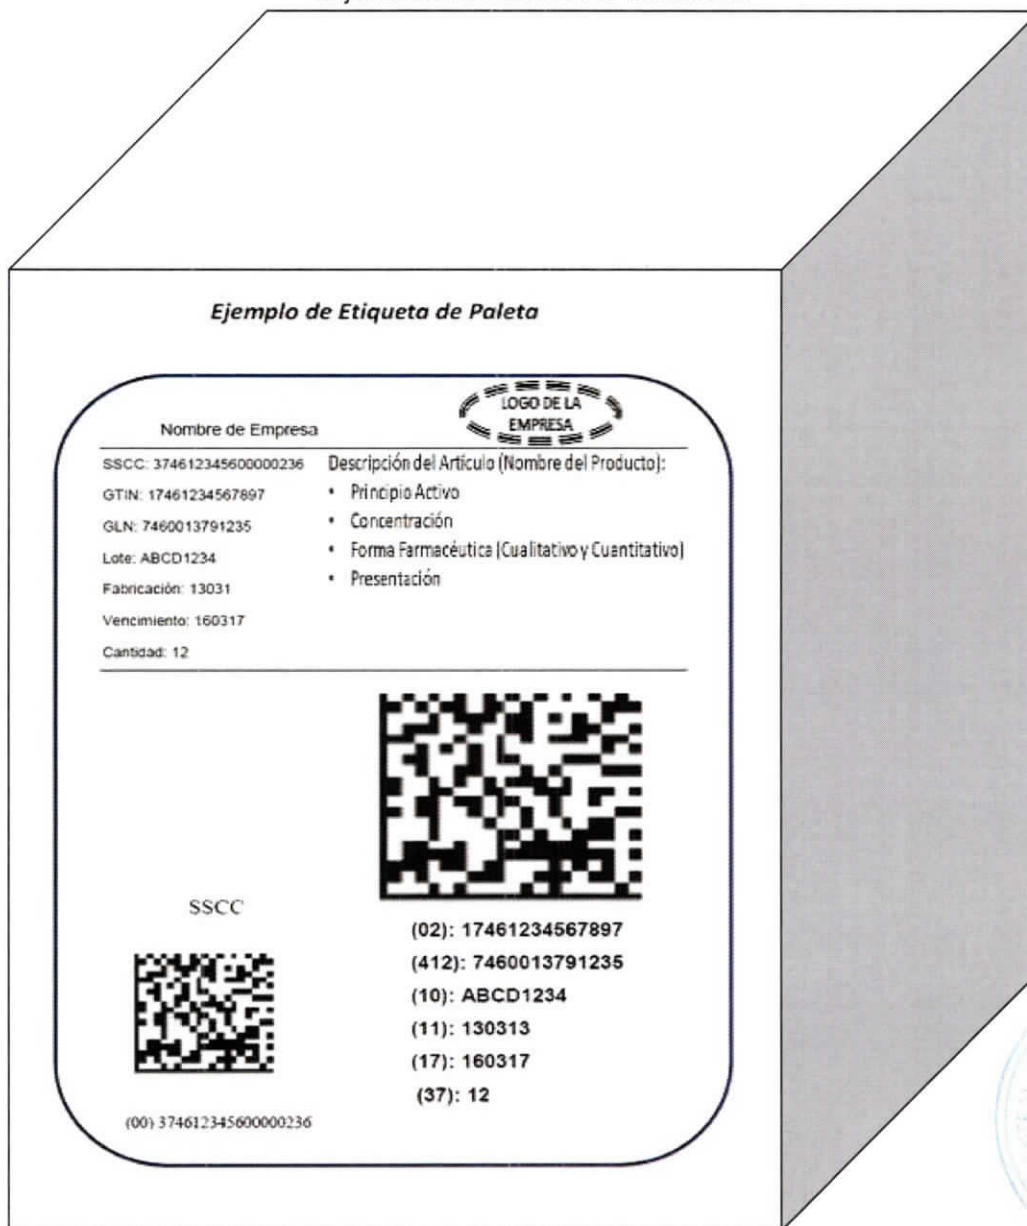 Ejemplo de Etiqueta de Paleta
LOGO DE LA
EMPRESA
Nombre de Empresa
SSCC: 374612345600000236
GTIN: 17461234567897
GLN: 7460013791235
Lote: ABCD1234
Fabricación: 13031
Vencimiento: 160317
Cantidad: 12
Descripción del Artículo (Nombre del Producto):
• Principio Activo
• Concentración
• Forma Farmacéutica (Cualitativo y Cuantitativo)
• Presentación
SSCC
(00) 374612345600000236
(02): 17461234567897
(412): 7460013791235
(10): ABCD1234
(11): 130313
(17): 160317
(37): 12